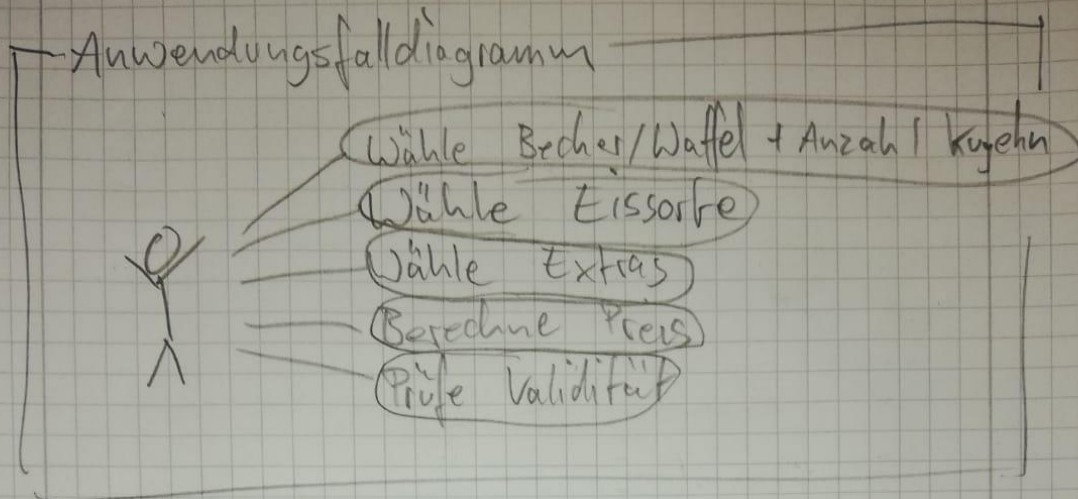 Anwendungsfalldiagramm
Wähle Becher/Waffel + Anzahl Kugeln
Wähle Eissorte
Wähle Extras
Berechne Preis
Prüfe Validität